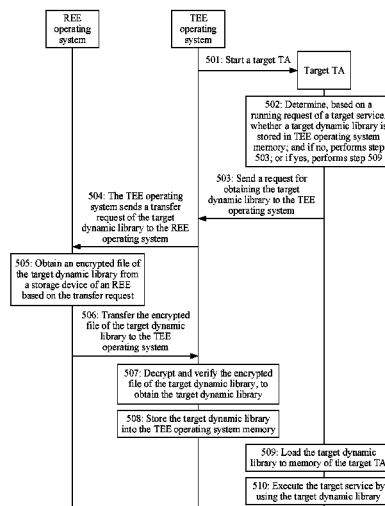 REE
operating
system
TEE
operating
system
501: Start a target TA
Target TA
502: Determine, based on a
running request of a target service,
whether a target dynamic library is
stored in TEE operating system
memory; and if no, performs step
503; or if yes, performs step 509
503: Send a request for
obtaining the target
dynamic library to the TEE
operating system
504: The TEE operating
system sends a transfer
request of the target
dynamic library to the REE
operating system
505: Obtain an encrypted file of
the target dynamic library from
a storage device of an REE
based on the transfer request
506: Transfer the encrypted
file of the target dynamic
library to the TEE
operating system
507: Decrypt and verify the encrypted
file of the target dynamic library, to
obtain the target dynamic library
508: Store the target dynamic library
into the TEE operating system memory
509: Load the target dynamic
library to memory of the target TA
510: Execute the target service by
using the target dynamic library